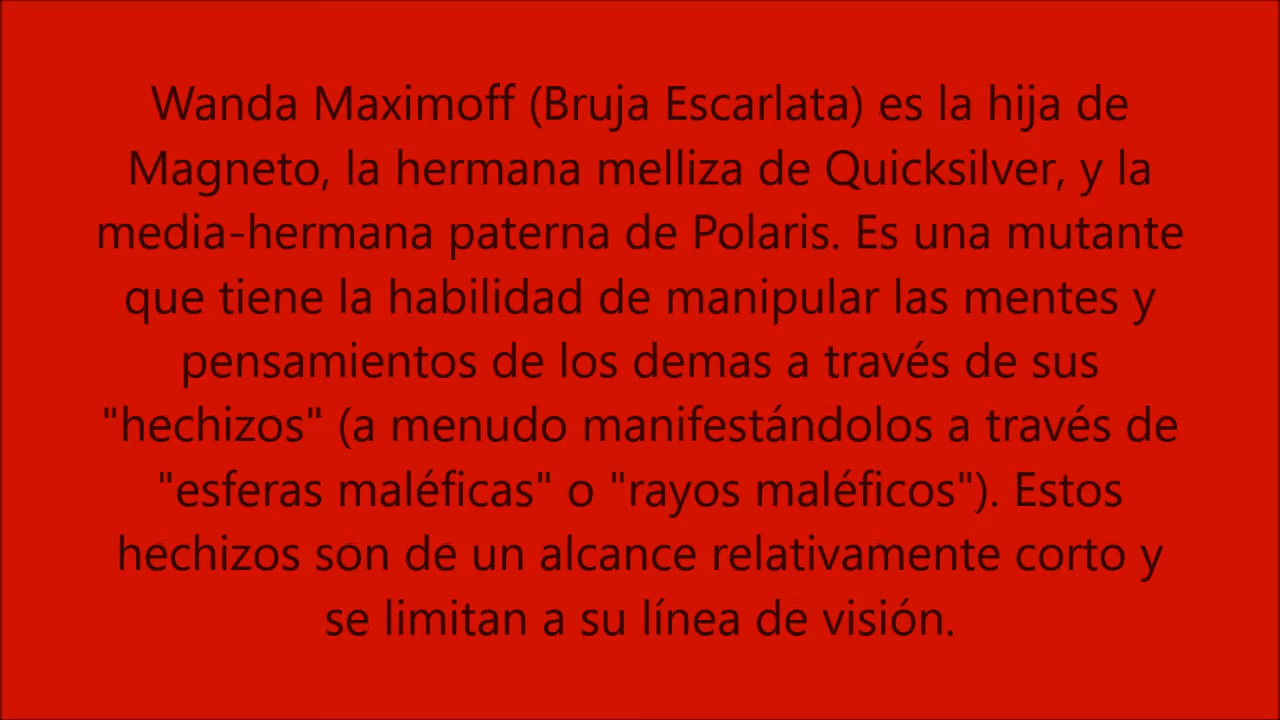 Wanda Maximoff (Bruja Escarlata) es la hija de
Magneto, la hermana melliza de Quicksilver, y la
media-hermana paterna de Polaris. Es una mutante
que tiene la habilidad de manipular las mentes y
pensamientos de los demas a través de sus
"hechizos" (a menudo manifestándolos a través de
"esferas maléficas" o "rayos maléficos"). Estos
hechizos son de un alcance relativamente corto y
se limitan a su línea de visión.